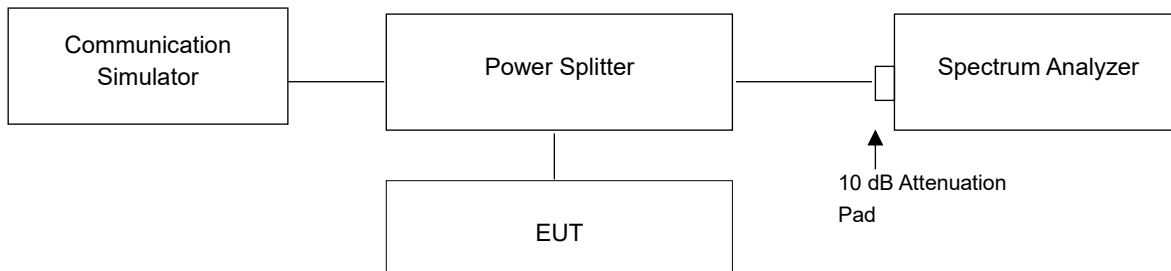 Communication
Simulator
Power Splitter
Spectrum Analyzer
10 dB Attenuation
Pad
EUT